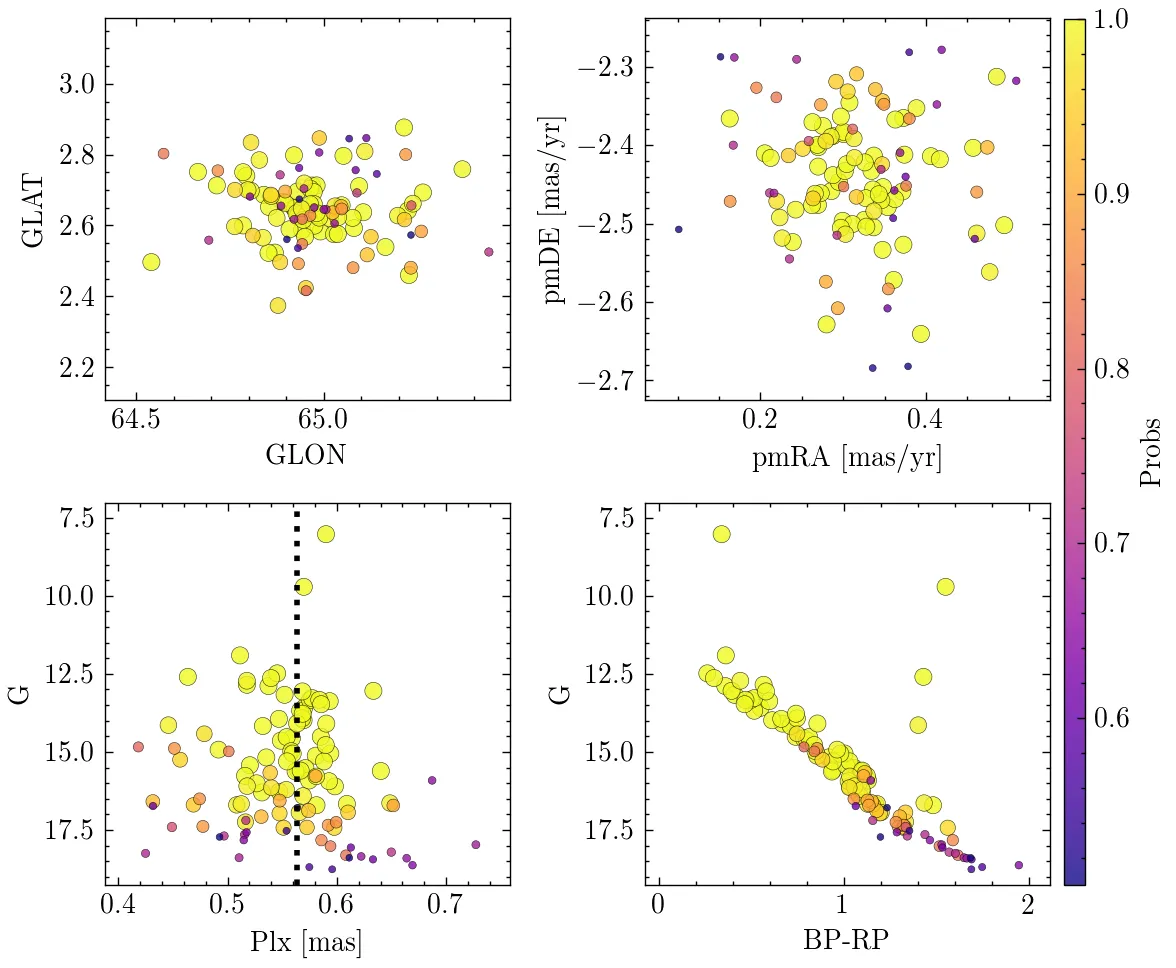 3.0
2.8
2.6
2.4
2.2
GLAT
64.5 65.0
GLON
−2.3
−2.4
−2.5
−2.6
−2.7
pmDE [mas/yr]
0.2 0.4
pmRA [mas/yr]
1.0
0.9
0.8
0.7
0.6
Probs
7.5
10.0
12.5
15.0
17.5
G
0.4 0.5 0.6 0.7
Plx [mas]
7.5
10.0
12.5
15.0
17.5
G
0 1 2
BP-RP